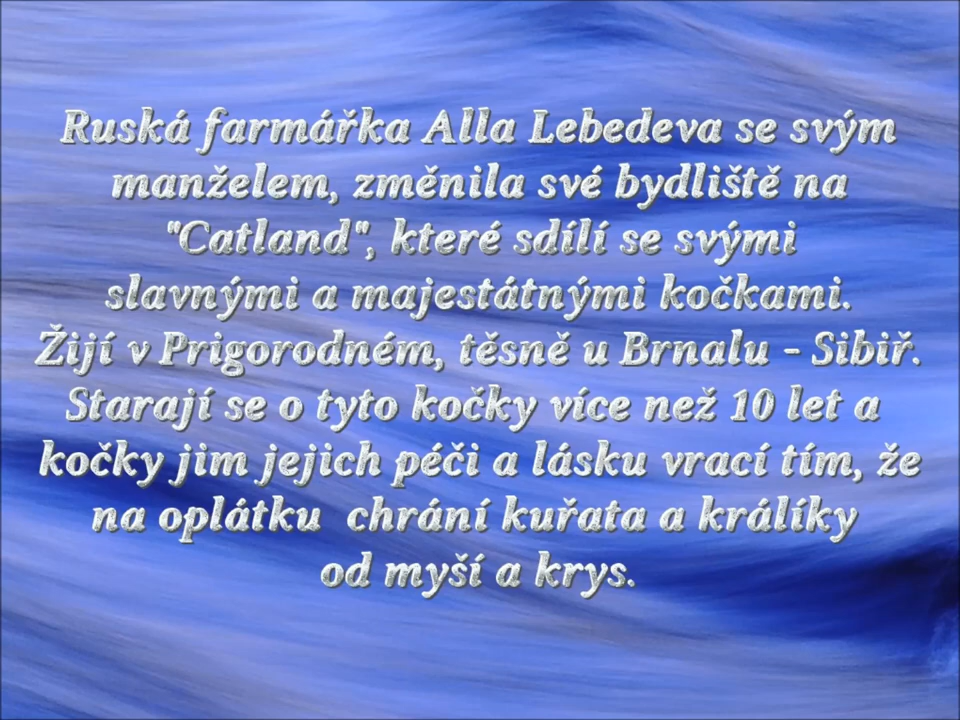 Ruská farmářka Alla Lebedeva se svým
manželem, změnila své bydliště na
"Catland", které sdílí se svými
slavnými a majestátnými kočkami.
Žijí v Prigorodném, těsně u Brnalu - Sibiř.
Starají se o tyto kočky více než 10 let a
kočky jim jejich péči a lásku vrací tím, že
na oplátku  chrání kuřata a králíky
od myší a krys.